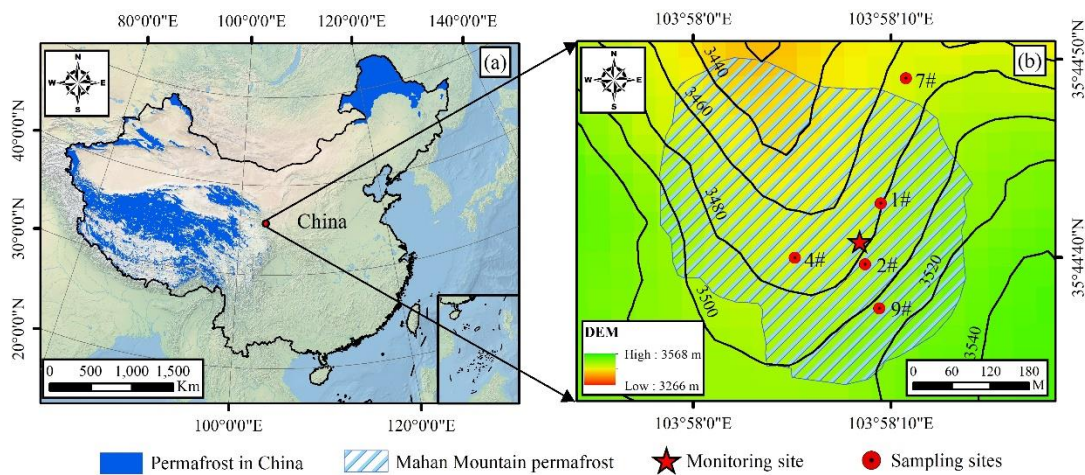 80°0'0"E 100°0'0"E 120°0'0"E 140°0'0"E
(a)
N
W E
S
40°0'0"N
30°0'0"N
20°0'0"N
China
0 500 1,000 1,500
Km
100°0'0"E 120°0'0"E
103°58'0"E 103°58'10"E
(b)
N
W E
S
35°44'50"N
35°44'40"N
3440
3460
3480
3500
3520
3540
7#
1#
4#
2#
9#
DEM
High : 3568 m
Low : 3266 m
0 60 120 180
M
103°58'0"E 103°58'10"E
Permafrost in China Mahan Mountain permafrost Monitoring site Sampling sites